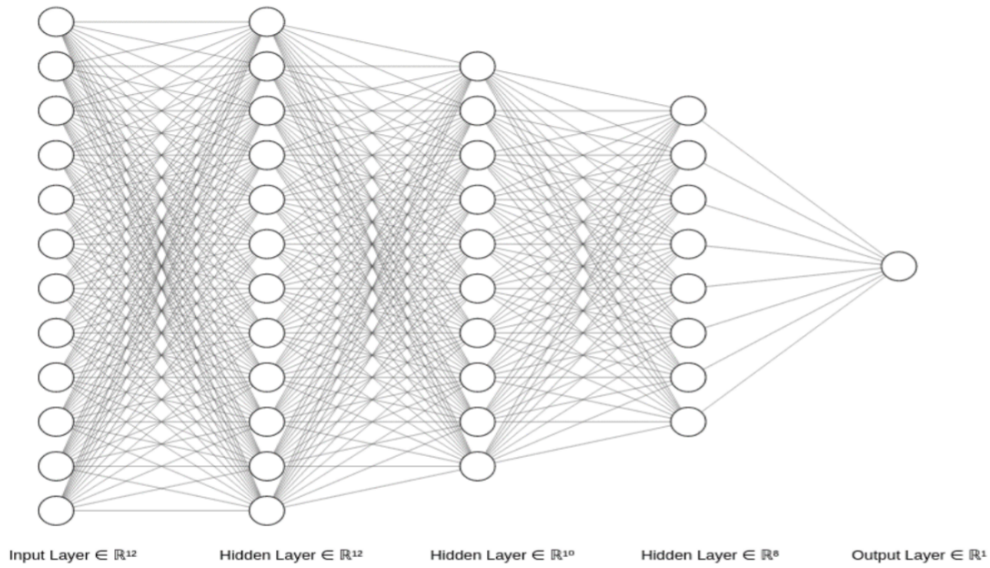 Input Layer ∈ ℝ¹²
Hidden Layer ∈ ℝ¹²
Hidden Layer ∈ ℝ¹⁰
Hidden Layer ∈ ℝ⁸
Output Layer ∈ ℝ¹